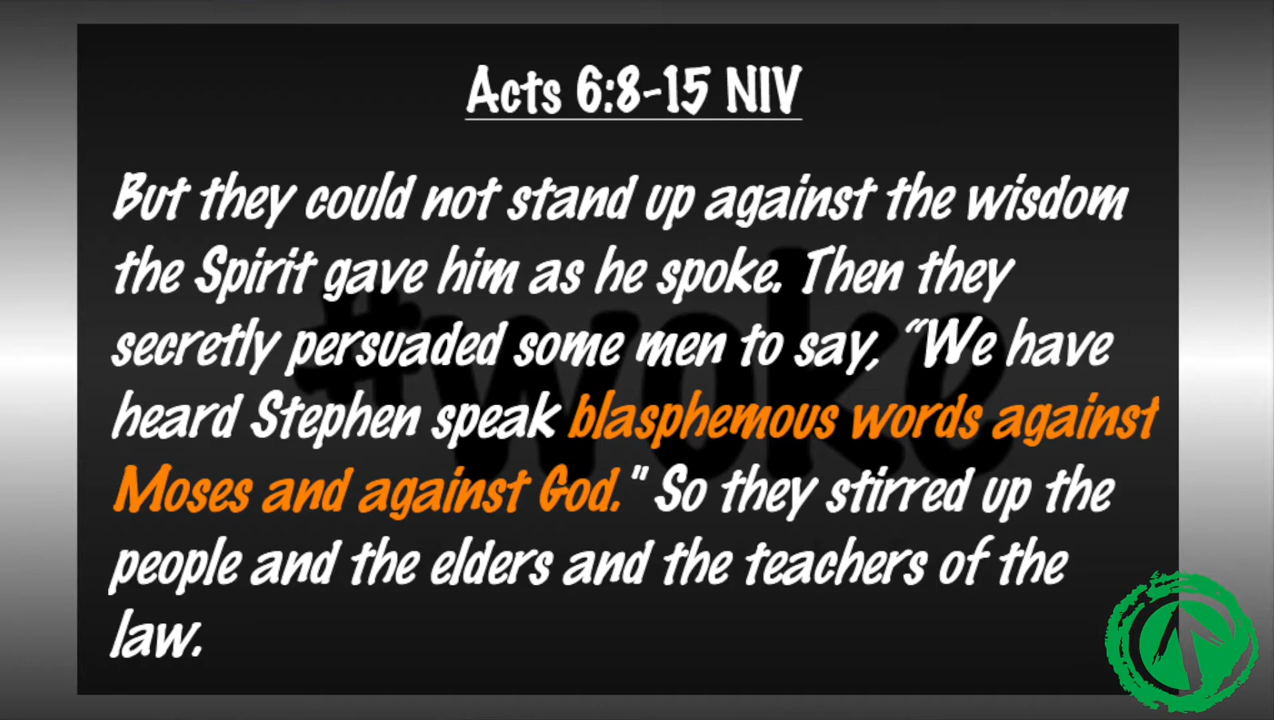 Acts 6:8-15 NIV
#woke
But they could not stand up against the wisdom
the Spirit gave him as he spoke. Then they
secretly persuaded some men to say, “We have
heard Stephen speak blasphemous words against
Moses and against God." So they stirred up the
people and the elders and the teachers of the
law.